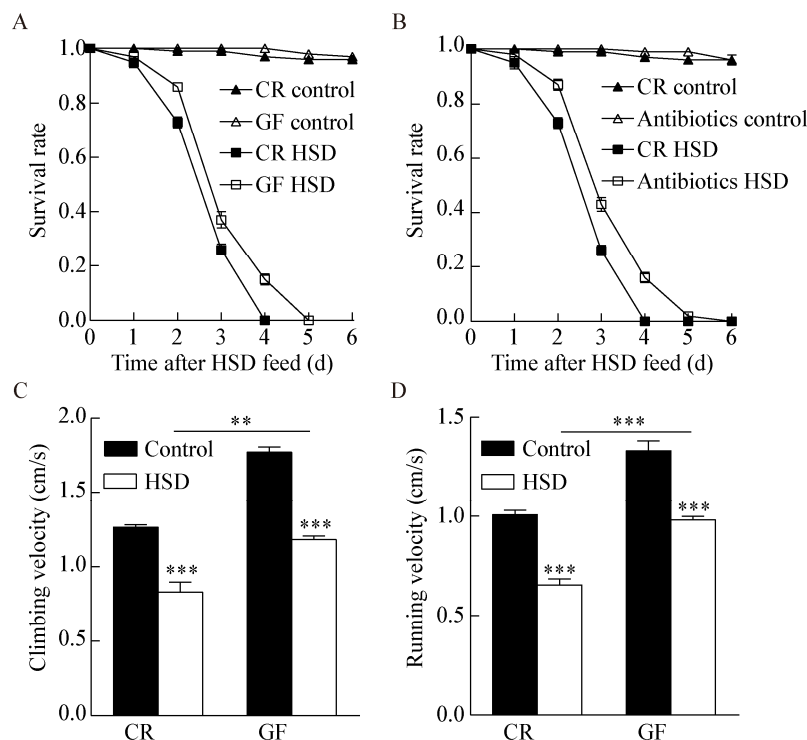 A
Survival rate
1.0
0.8
0.6
0.4
0.2
0.0
0 1 2 3 4 5 6
Time after HSD feed (d)
CR control
GF control
CR HSD
GF HSD
B
Survival rate
1.0
0.8
0.6
0.4
0.2
0.0
0 1 2 3 4 5 6
Time after HSD feed (d)
CR control
Antibiotics control
CR HSD
Antibiotics HSD
C
Climbing velocity (cm/s)
2.0
1.5
1.0
0.5
0.0
Control
HSD
**
***
***
CR GF
D
Running velocity (cm/s)
1.5
1.0
0.5
0.0
Control
HSD
***
***
***
CR GF